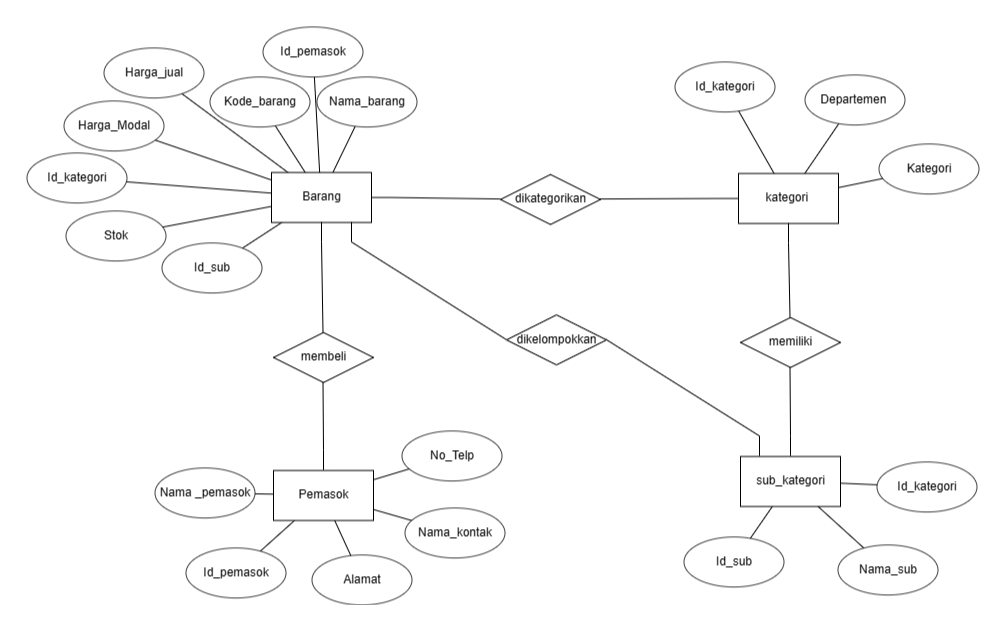 Id_pemasok
Harga_jual
Kode_barang
Nama_barang
Id_kategori
Departemen
Harga_Modal
Id_kategori
Kategori
Barang
dikategorikan
kategori
Stok
Id_sub
dikelompokkan
memiliki
membeli
No_Telp
Nama _pemasok
Pemasok
sub_kategori
Id_kategori
Nama_kontak
Id_pemasok
Alamat
Id_sub
Nama_sub